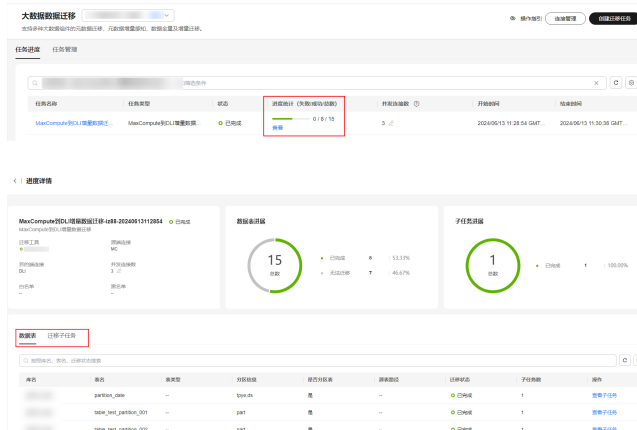 大数据数据迁移
支持多种大数据组件的元数据迁移、元数据增量感知、数据全量及增量迁移。
操作指引
连接管理
创建迁移任务
任务进度 任务管理
任务名称 任务类型 状态 进度统计 (失败/成功/总数) 并发连接数 开始时间 结束时间
MaxCompute到DLI增量数据迁... MaxCompute到DLI增量数据... 已完成 0 / 8 / 15 3 2024/06/13 11:28:54 GMT... 2024/06/13 11:30:38 GMT...
查看
进度详情
MaxCompute到DLI增量数据迁移-iz88-20240613112854 已完成
MaxCompute到DLI增量数据迁移
迁移工具 源端连接
MC
目的端连接 并发连接数
DLI 3
白名单 黑名单
-- --
数据表进展
15
总数
已完成 8 53.33%
无法迁移 7 46.67%
子任务进展
1
总数
已完成 1 100.00%
数据表 迁移子任务
库名 表名 表类型 分区信息 是否分区表 源表路径 迁移状态 子任务数 操作
partition_date -- tpye,ds 是 -- 已完成 1 查看子任务
table_test_partition_001 -- part 是 -- 已完成 1 查看子任务
table_test_partition_002 -- part 是 -- 已完成 1 查看子任务